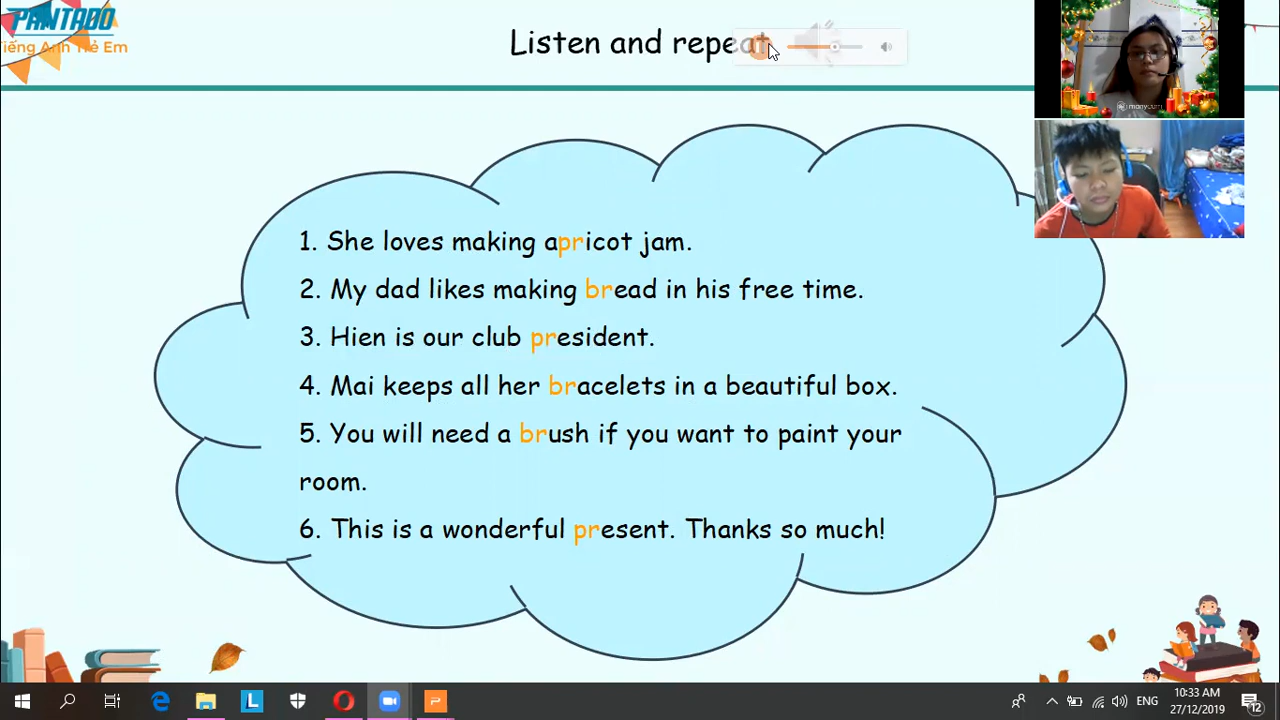 PANTADO
Tiếng Anh Trẻ Em
Listen and repeat
manycam
1. She loves making apricot jam.
2. My dad likes making bread in his free time.
3. Hien is our club president.
4. Mai keeps all her bracelets in a beautiful box.
5. You will need a brush if you want to paint your
room.
6. This is a wonderful present. Thanks so much!
ENG
10:33 AM
27/12/2019
12